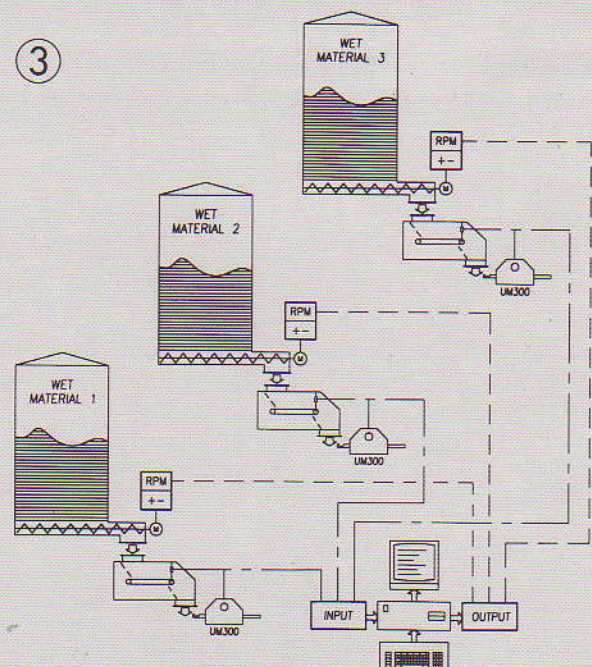 3
WET
MATERIAL 3
RPM
+-
M
UM300
WET
MATERIAL 2
RPM
+-
M
UM300
WET
MATERIAL 1
RPM
+-
M
UM300
INPUT
OUTPUT